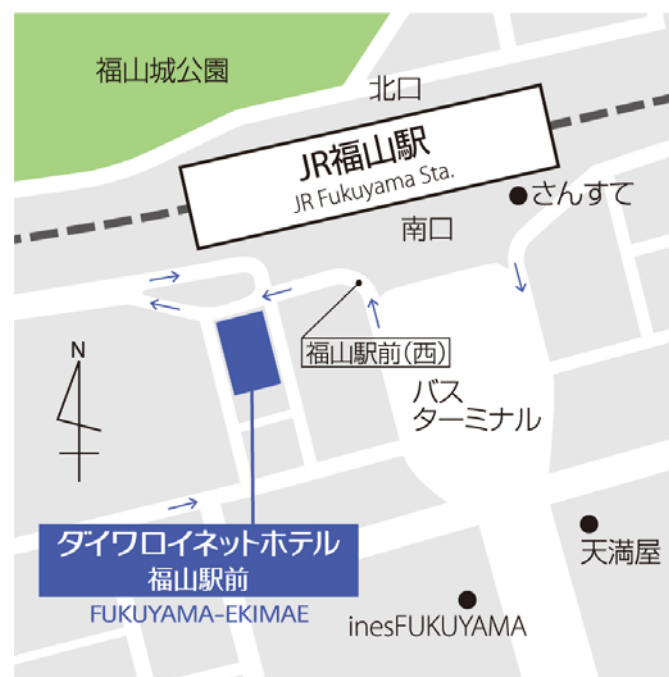 福山城公園
北口
JR福山駅
JR Fukuyama Sta.
さんすて
南口
福山駅前(西)
N
バス
ターミナル
ダイワロイネットホテル
福山駅前
FUKUYAMA-EKIMAE
天満屋
inesFUKUYAMA